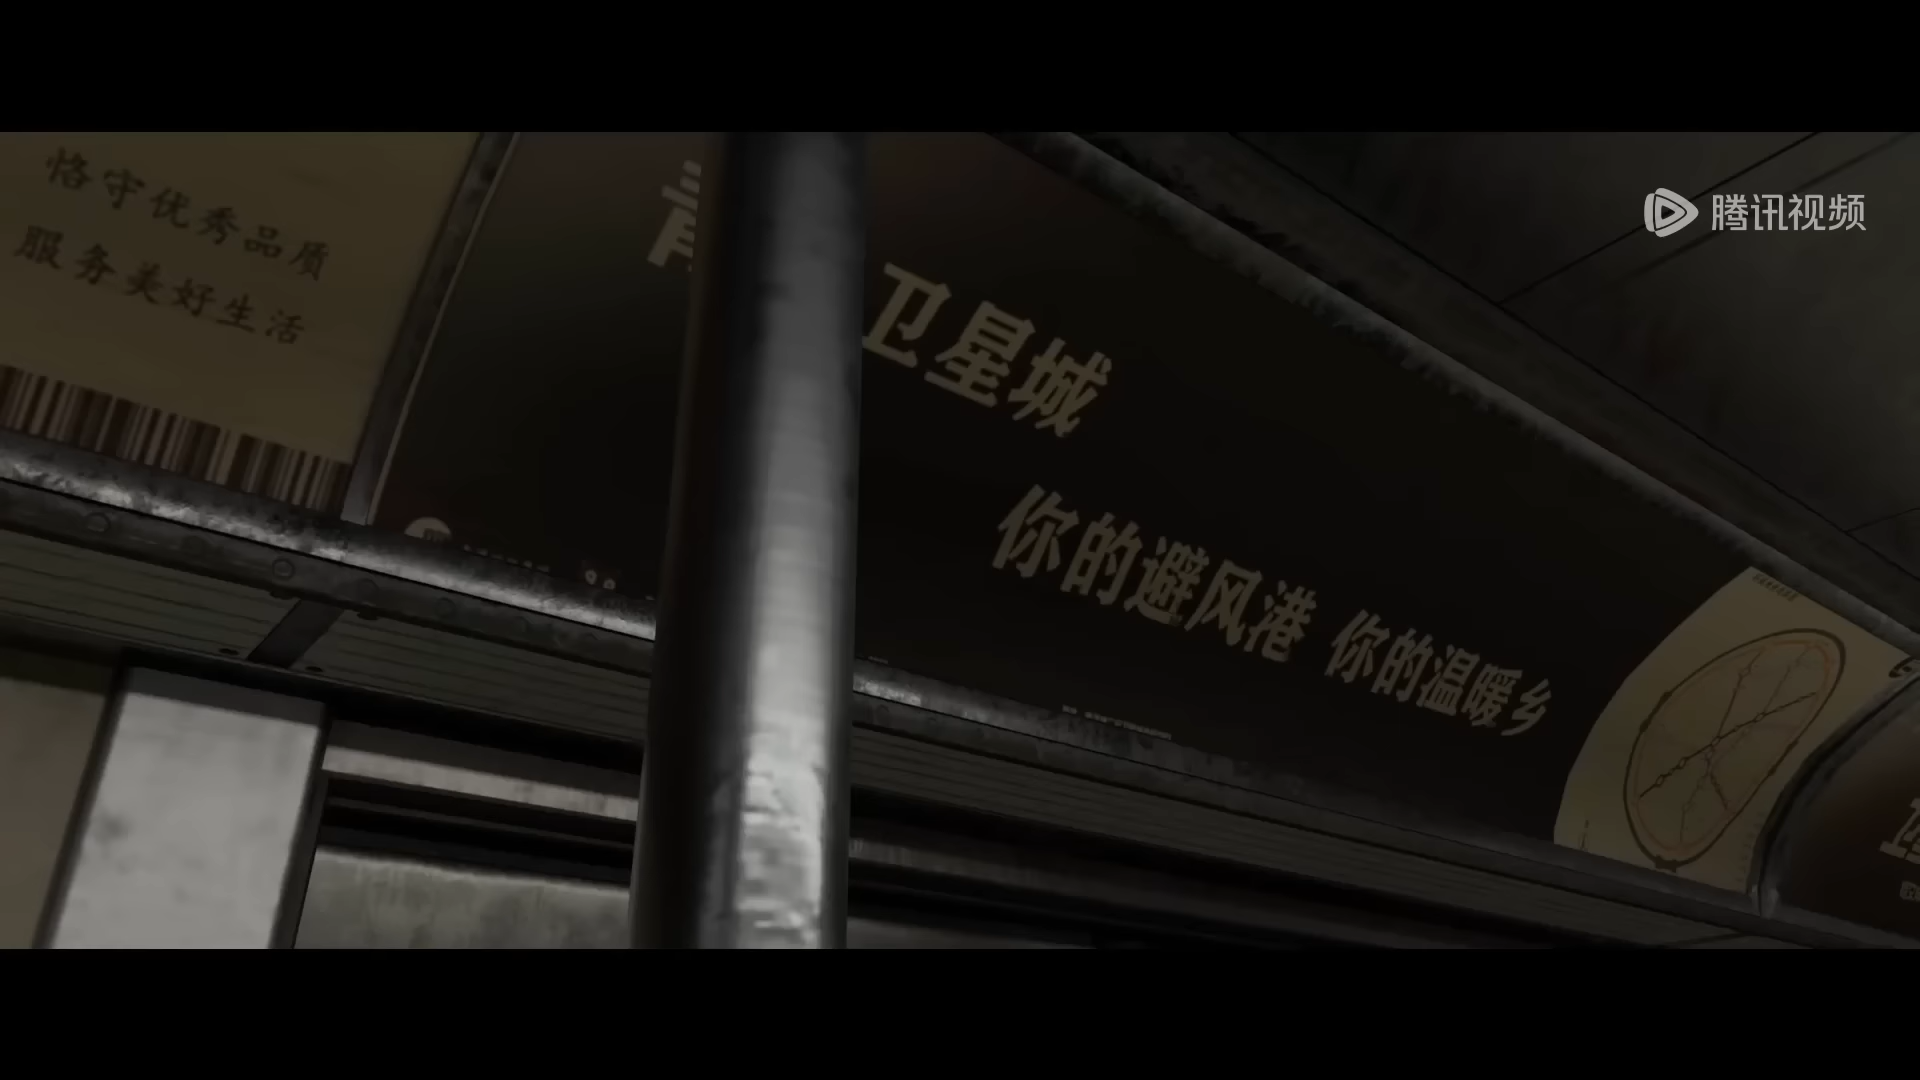 恪守优秀品质
服务美好生活
卫星城
你的避风港 你的温暖乡
腾讯视频